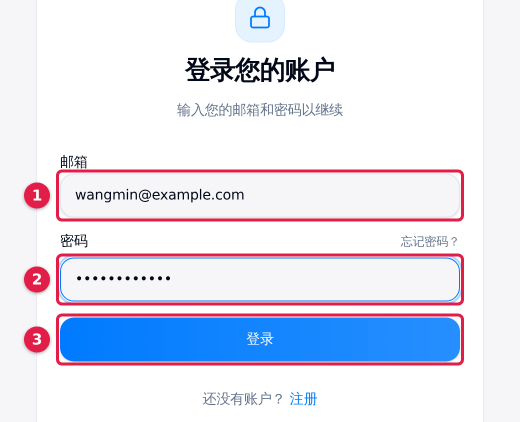 登录您的账户
输入您的邮箱和密码以继续
邮箱
1 wangmin@example.com
密码 忘记密码？
2 ••••••••••••
3 登录
还没有账户？ 注册